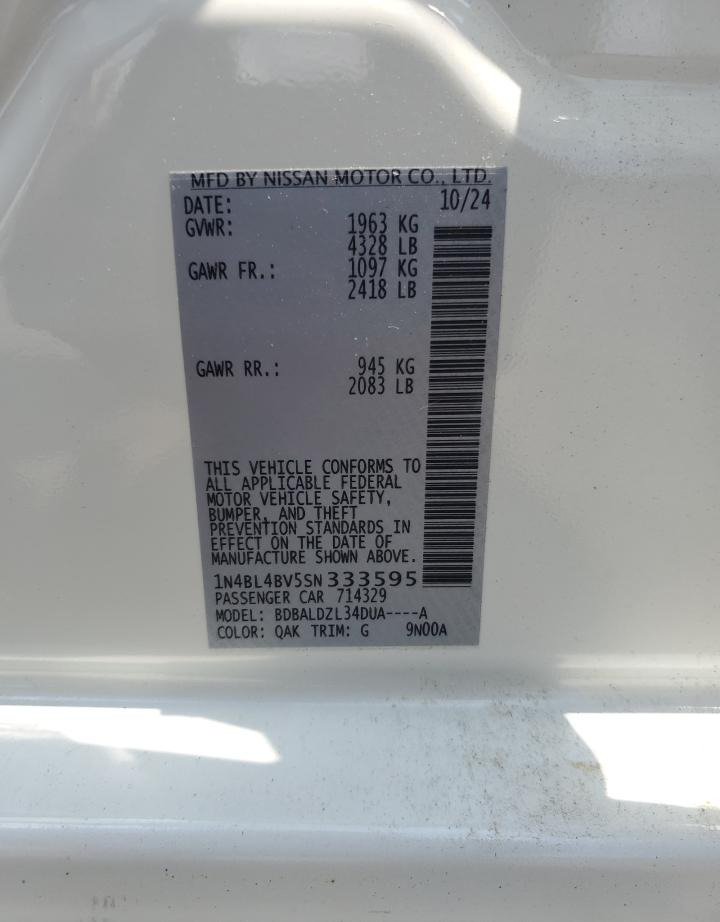 MFD BY NISSAN MOTOR CO., LTD.
DATE: 10/24
GVWR: 1963 KG
4328 LB
GAWR FR.: 1097 KG
2418 LB
GAWR RR.: 945 KG
2083 LB
THIS VEHICLE CONFORMS TO
ALL APPLICABLE FEDERAL
MOTOR VEHICLE SAFETY,
BUMPER, AND THEFT
PREVENTION STANDARDS IN
EFFECT ON THE DATE OF
MANUFACTURE SHOWN ABOVE.
1N4BL4BV5SN333595
PASSENGER CAR 714329
MODEL: BDBALDZL34DUA----A
COLOR: QAK TRIM: G 9N00A